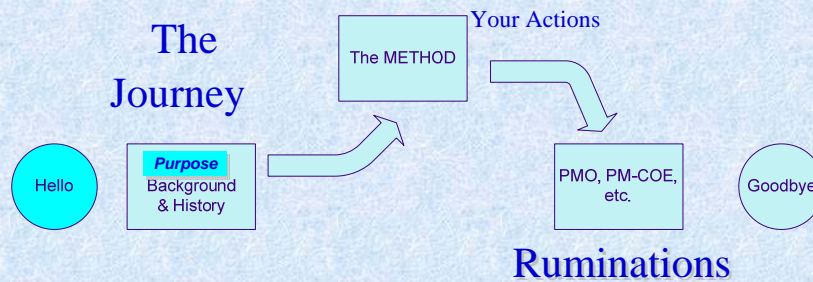 The
Journey
Your Actions
The METHOD
Hello
Purpose
Background
& History
PMO, PM-COE,
etc.
Goodbye
Ruminations